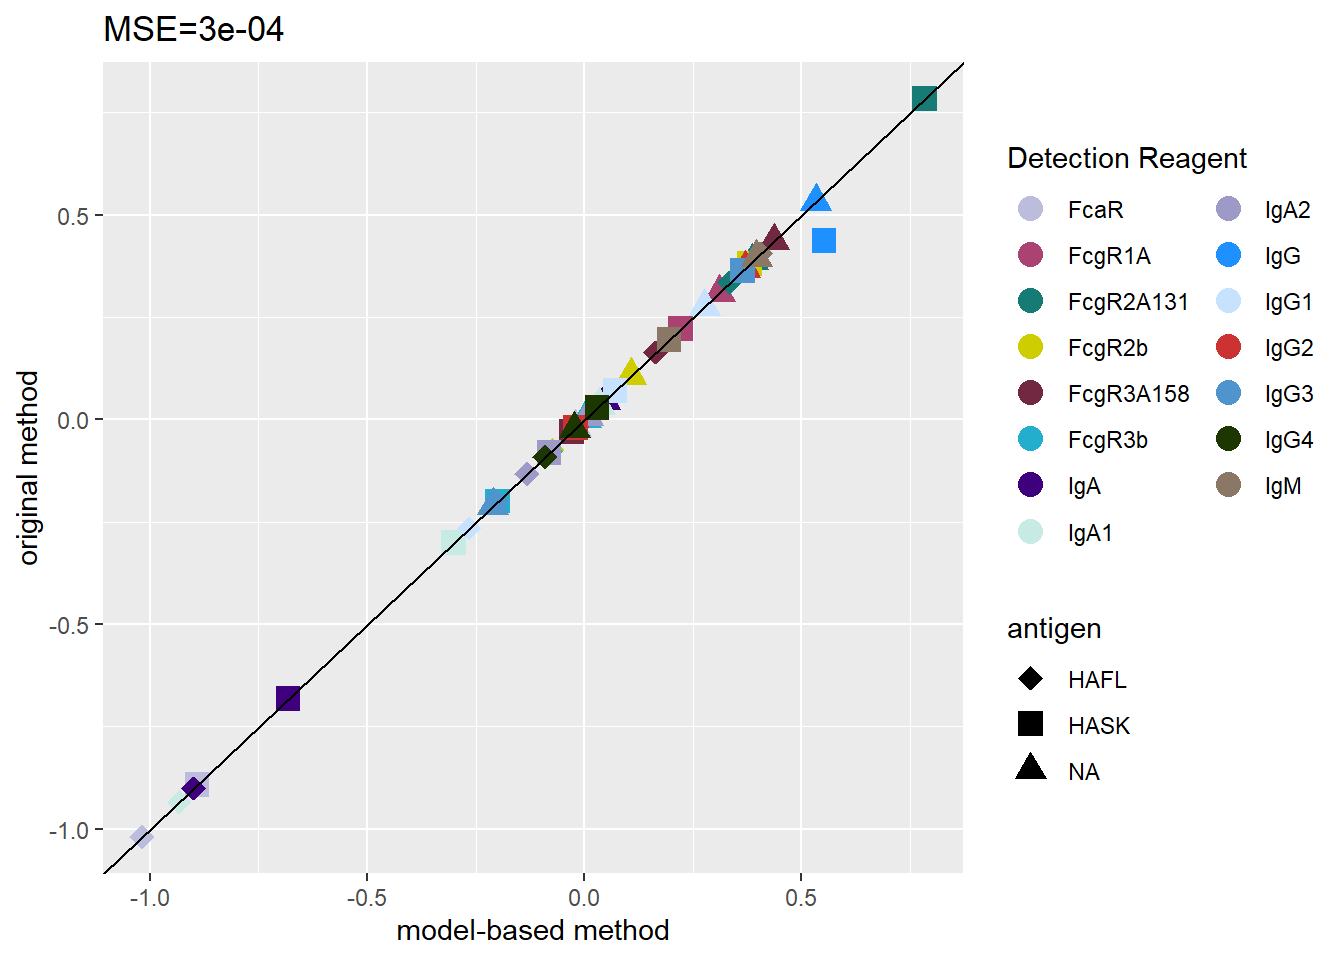 MSE=3e-04
original method
0.5
0.0
-0.5
-1.0
-1.0
-0.5
0.0
0.5
model-based method
Detection Reagent
FcaR
FcgR1A
FcgR2A131
FcgR2b
FcgR3A158
FcgR3b
IgA
IgA1
IgA2
IgG
IgG1
IgG2
IgG3
IgG4
IgM
antigen
HAFL
HASK
NA